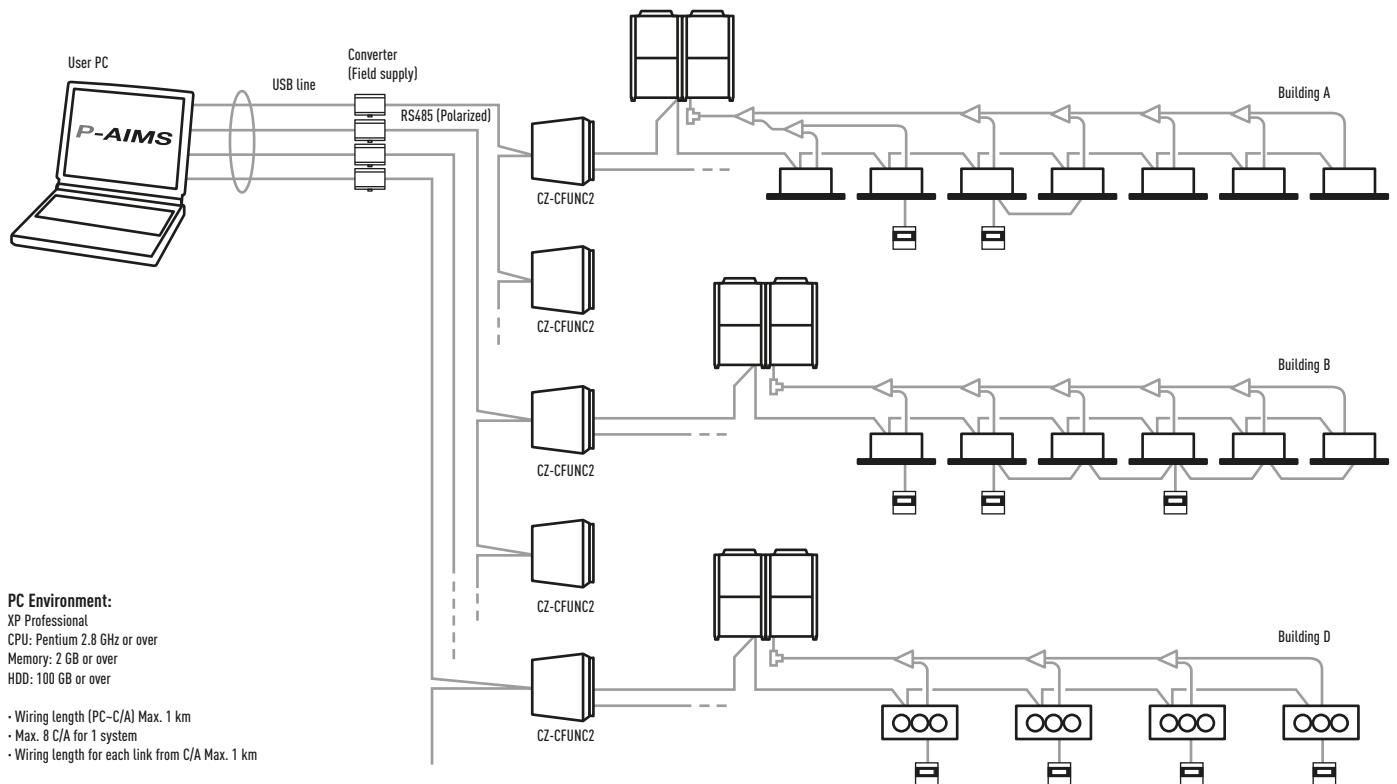 User PC
P-AIMS
USB line
Converter
(Field supply)
RS485 (Polarized)
CZ-CFUNC2
Building A
CZ-CFUNC2
CZ-CFUNC2
Building B
CZ-CFUNC2
CZ-CFUNC2
Building D
PC Environment:
XP Professional
CPU: Pentium 2.8 GHz or over
Memory: 2 GB or over
HDD: 100 GB or over
· Wiring length (PC~C/A) Max. 1 km
· Max. 8 C/A for 1 system
· Wiring length for each link from C/A Max. 1 km